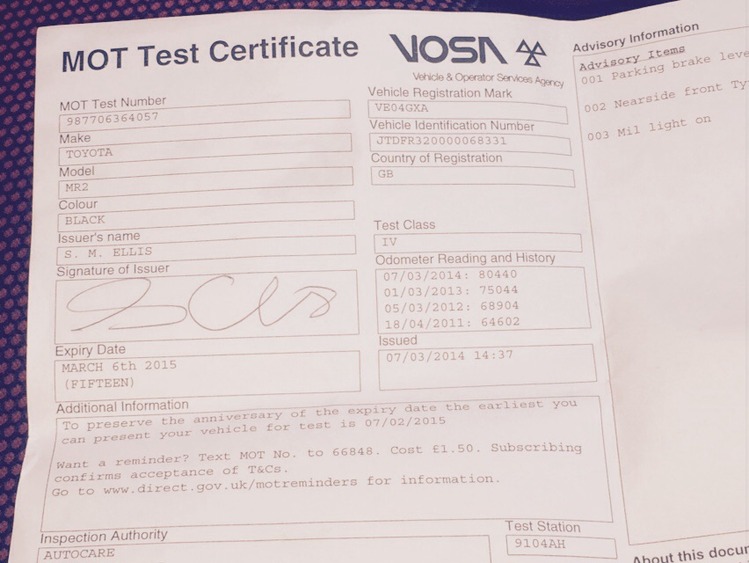 MOT Test Certificate
VOSA
Vehicle & Operator Services Agency
MOT Test Number
987706364057
Make
TOYOTA
Model
MR2
Colour
BLACK
Issuer's name
S. M. ELLIS
Signature of Issuer
Expiry Date
MARCH 6th 2015
(FIFTEEN)
Vehicle Registration Mark
VE04GXA
Vehicle Identification Number
JTDFR320000068331
Country of Registration
GB
Test Class
IV
Odometer Reading and History
07/03/2014: 80440
01/03/2013: 75044
05/03/2012: 68904
18/04/2011: 64602
Issued
07/03/2014 14:37
Additional Information
To preserve the anniversary of the expiry date the earliest you
can present your vehicle for test is 07/02/2015
Want a reminder? Text MOT No. to 66848. Cost £1.50. Subscribing
confirms acceptance of T&Cs.
Go to www.direct.gov.uk/motreminders for information.
Inspection Authority
AUTOCARE
Test Station
9104AH
Advisory Information
Advisory Items
001 Parking brake leve
002 Nearside front Ty
003 Mil light on
About this docum